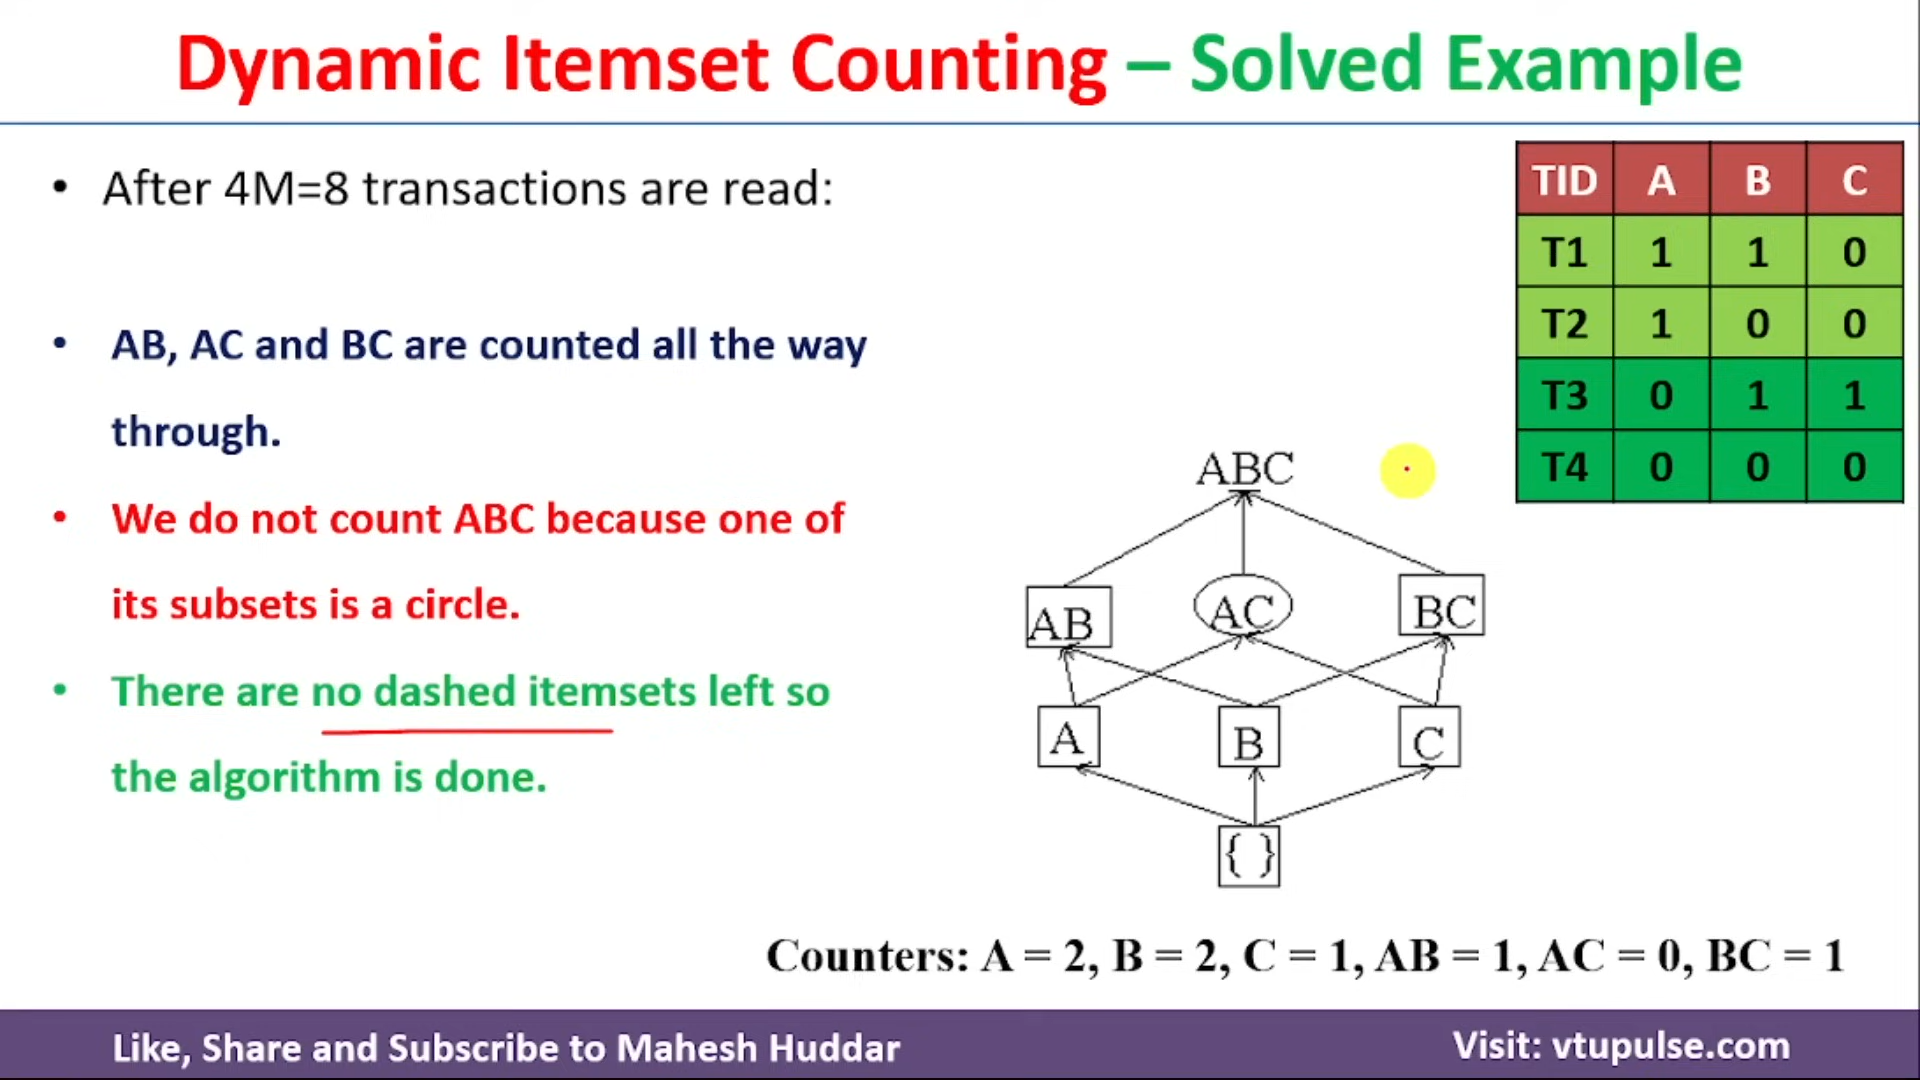 Dynamic Itemset Counting – Solved Example
• After 4M=8 transactions are read:
• AB, AC and BC are counted all the way
through.
• We do not count ABC because one of
its subsets is a circle.
• There are no dashed itemsets left so
the algorithm is done.
TID A B C
T1 1 1 0
T2 1 0 0
T3 0 1 1
T4 0 0 0
ABC
AB AC BC
A B C
{ }
Counters: A = 2, B = 2, C = 1, AB = 1, AC = 0, BC = 1
Like, Share and Subscribe to Mahesh Huddar
Visit: vtupulse.com